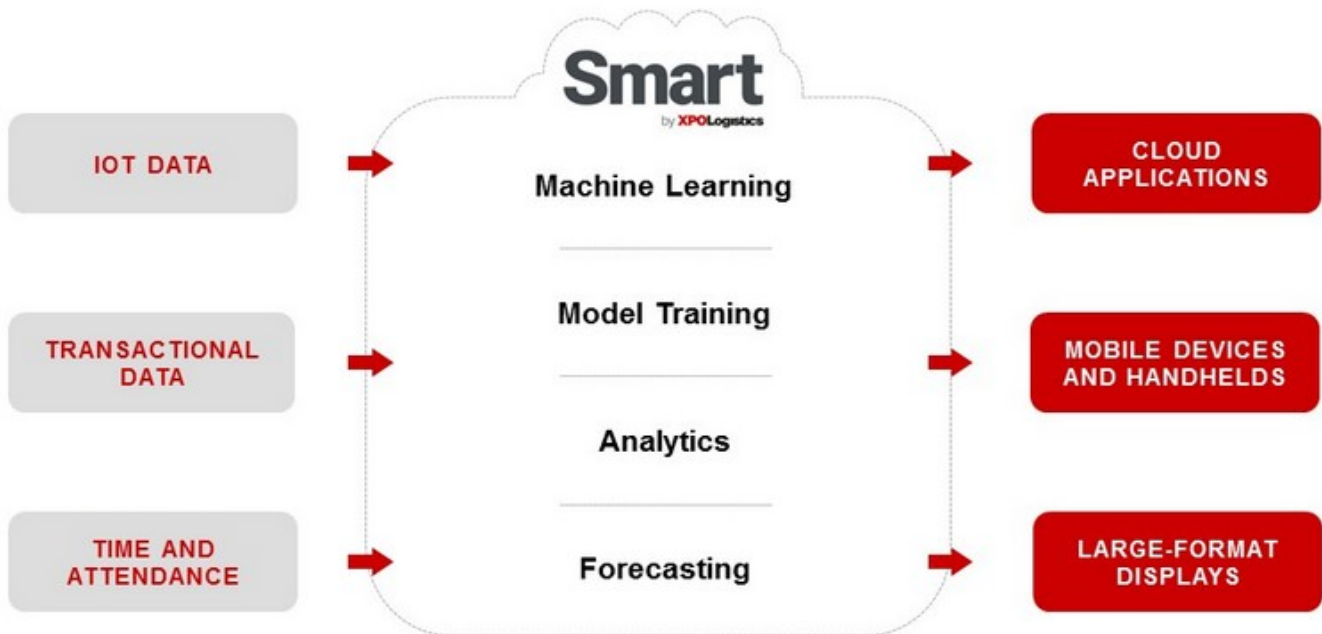 Smart
by XPOLogistics
IOT DATA
TRANSACTIONAL
DATA
TIME AND
ATTENDANCE
Machine Learning
Model Training
Analytics
Forecasting
CLOUD
APPLICATIONS
MOBILE DEVICES
AND HANDHELDS
LARGE-FORMAT
DISPLAYS